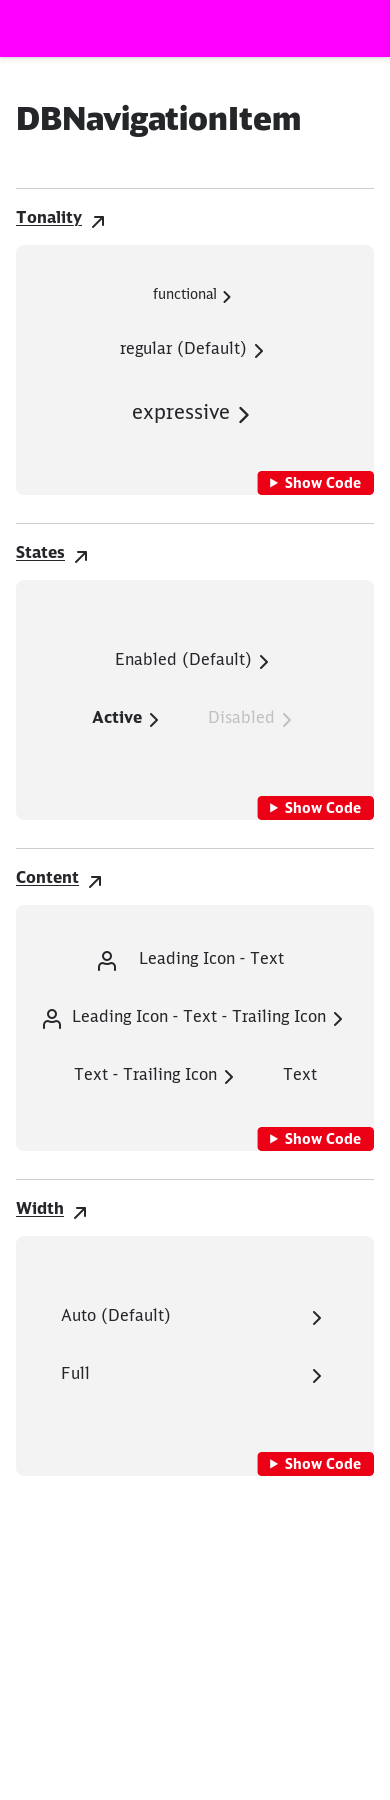 DBNavigationItem
Tonality
functional
regular (Default)
expressive
Show Code
States
Enabled (Default)
Active Disabled
Show Code
Content
Leading Icon - Text
Leading Icon - Text - Trailing Icon
Text - Trailing Icon Text
Show Code
Width
Auto (Default)
Full
Show Code